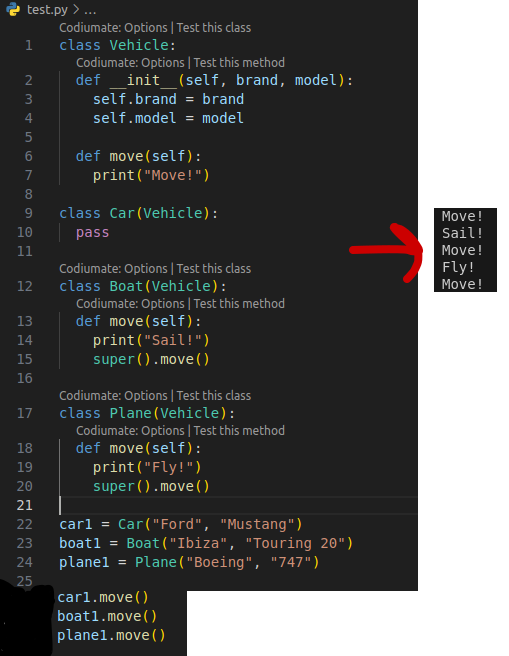 test.py > ...
Codiumate: Options | Test this class
1 class Vehicle:
Codiumate: Options | Test this method
2 def __init__(self, brand, model):
3 self.brand = brand
4 self.model = model
5
6 def move(self):
7 print("Move!")
8
9 class Car(Vehicle):
10 pass
11
Codiumate: Options | Test this class
12 class Boat(Vehicle):
Codiumate: Options | Test this method
13 def move(self):
14 print("Sail!")
15 super().move()
16
Codiumate: Options | Test this class
17 class Plane(Vehicle):
Codiumate: Options | Test this method
18 def move(self):
19 print("Fly!")
20 super().move()
21
22 car1 = Car("Ford", "Mustang")
23 boat1 = Boat("Ibiza", "Touring 20")
24 plane1 = Plane("Boeing", "747")
25
car1.move()
boat1.move()
plane1.move()
Move!
Sail!
Move!
Fly!
Move!